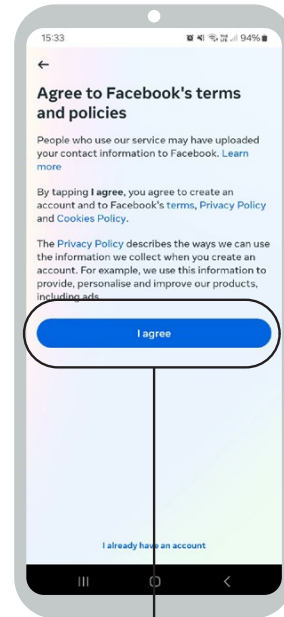 15:33 94%
Agree to Facebook's terms
and policies
People who use our service may have uploaded
your contact information to Facebook. Learn
more
By tapping I agree, you agree to create an
account and to Facebook's terms, Privacy Policy
and Cookies Policy.
The Privacy Policy describes the ways we can use
the information we collect when you create an
account. For example, we use this information to
provide, personalise and improve our products,
including ads.
I agree
I already have an account